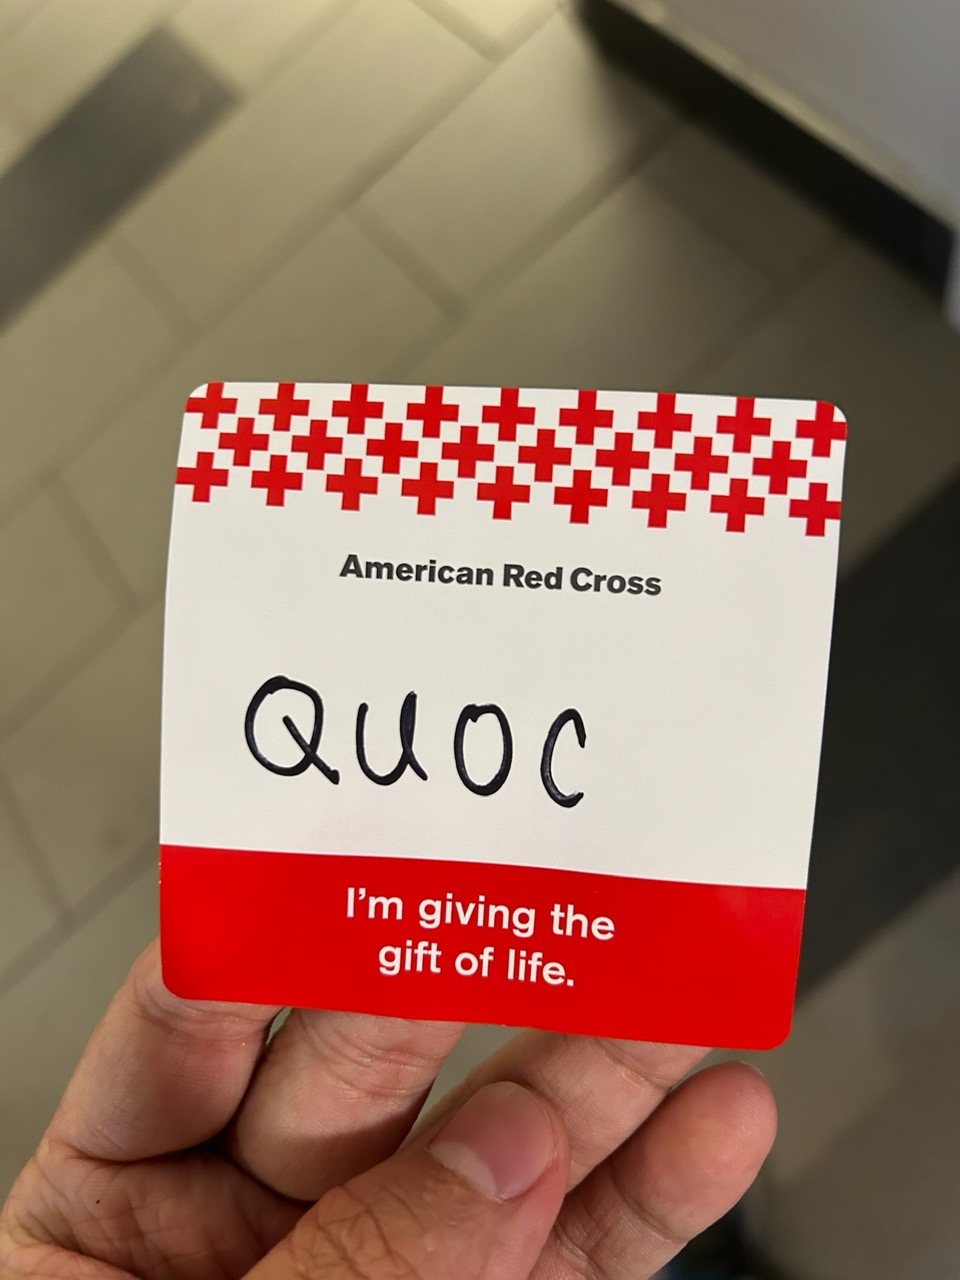 American Red Cross
QUOC
I'm giving the
gift of life.